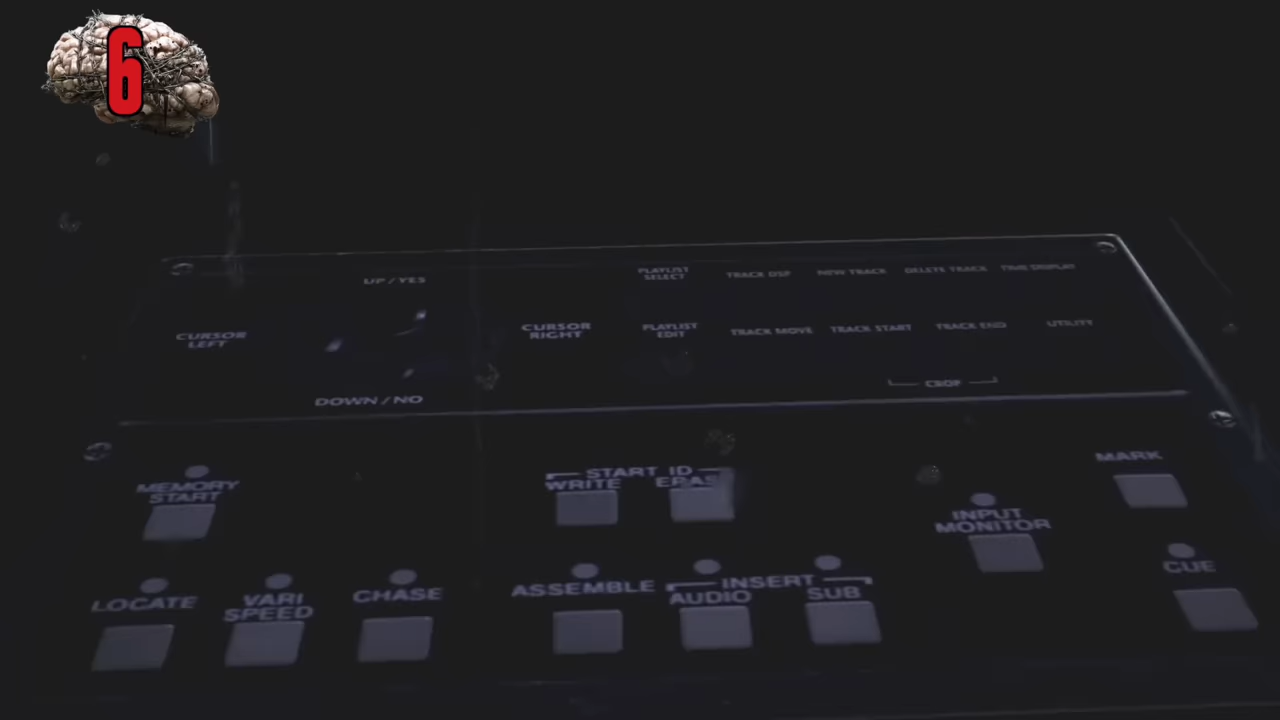 6
UP / YES
PLAYLIST
SELECT
TRACK DSP
NEW TRACK
DELETE TRACK
TIME DISPLAY
CURSOR
LEFT
CURSOR
RIGHT
PLAYLIST
EDIT
TRACK MOVE
TRACK START
TRACK END
UTILITY
DOWN / NO
CROP
MEMORY
START
START ID
WRITE
ERAS
INPUT
MONITOR
MARK
LOCATE
VARI
SPEED
CHASE
ASSEMBLE
INSERT
AUDIO
SUB
CUE